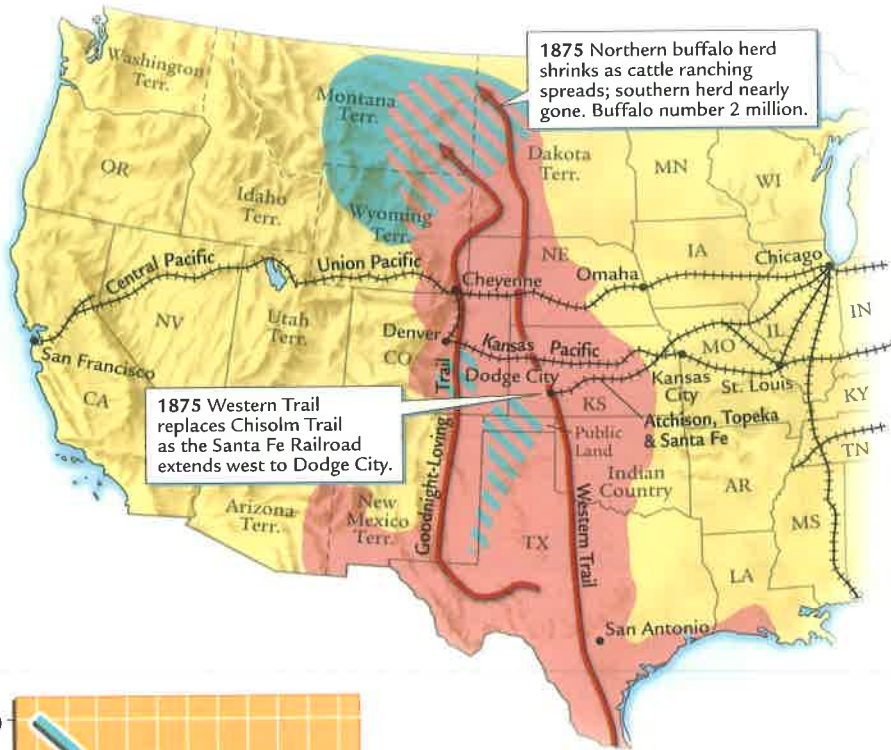 1875 Northern buffalo herd
shrinks as cattle ranching
spreads; southern herd nearly
gone. Buffalo number 2 million.
Washington
Terr.
Montana
Terr.
Dakota
Terr.
MN
WI
OR
Idaho
Terr.
Wyoming
Terr.
NE
IA
Chicago
Central Pacific
Union Pacific
Cheyenne
Omaha
NV
Utah
Terr.
Denver
CO
Kansas Pacific
IL
IN
MO
San Francisco
CA
Dodge City
Kansas
City
St. Louis
KS
KY
1875 Western Trail
replaces Chisolm Trail
as the Santa Fe Railroad
extends west to Dodge City.
Atchison, Topeka
& Santa Fe
Public
Land
TN
Indian
Country
Goodnight-Loving Trail
Arizona
Terr.
New
Mexico
Terr.
AR
MS
TX
Western Trail
LA
San Antonio